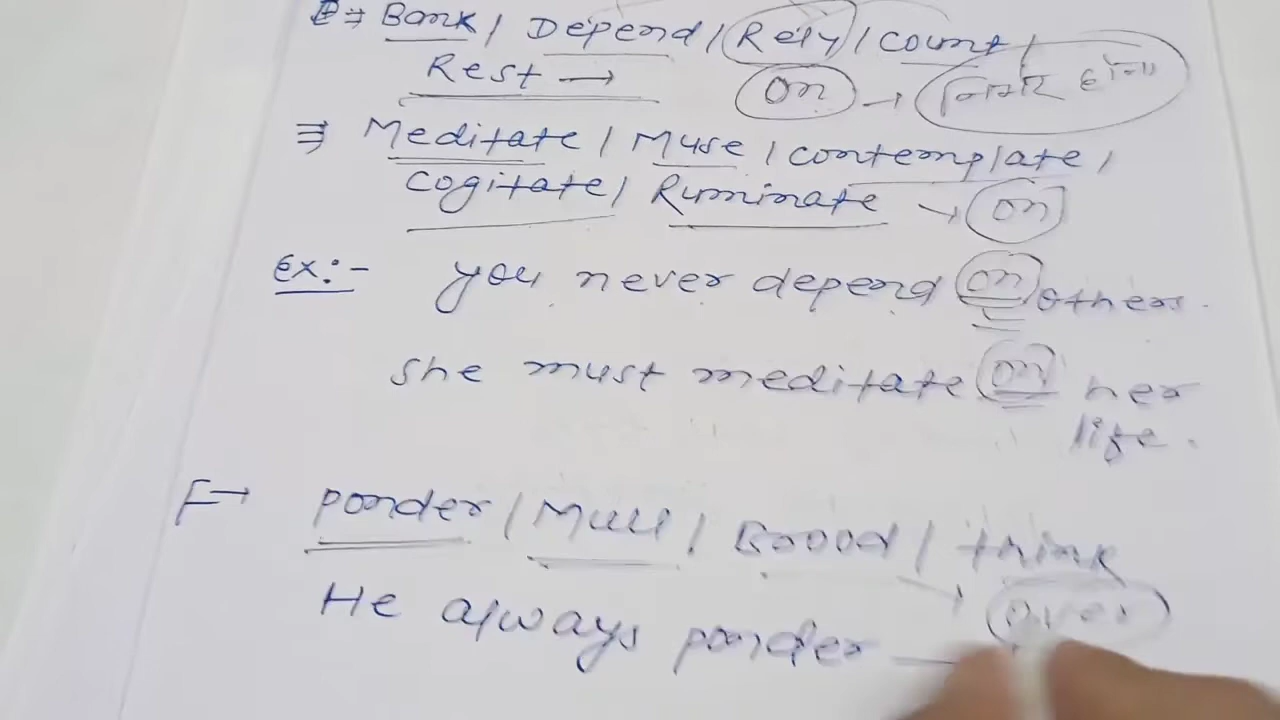 E ⇒ Bank / Depend / Rely / count /
Rest → on → निर्भर होना
⇒ Meditate / Muse / contemplate /
cogitate / Ruminate → on
Ex:- you never depend on others.
she must meditate on her
life.
F → ponder / Mull / Brood / think
→ over
He always ponder